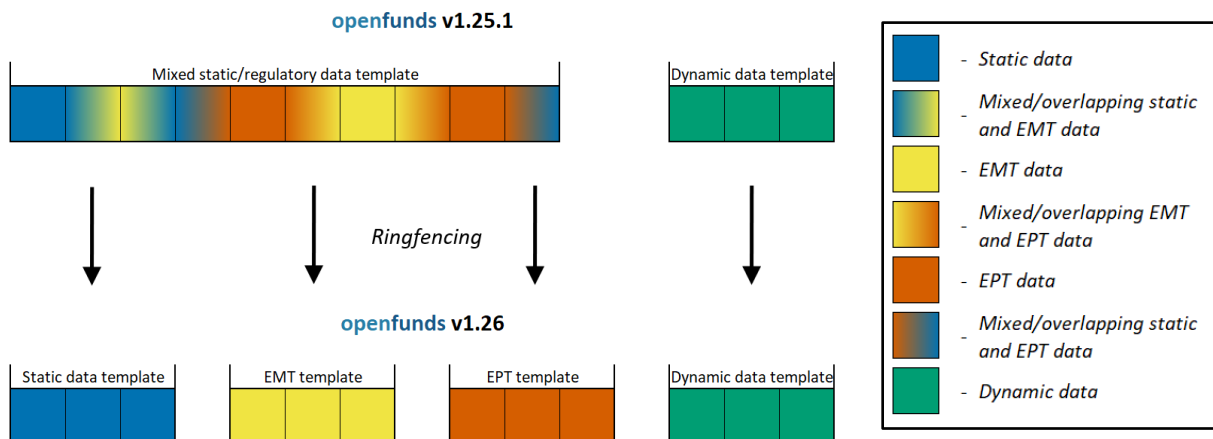 openfunds v1.25.1
Mixed static/regulatory data template
Dynamic data template
Ringfencing
openfunds v1.26
Static data template
EMT template
EPT template
Dynamic data template
- Static data
- Mixed/overlapping static
and EMT data
- EMT data
- Mixed/overlapping EMT
and EPT data
- EPT data
- Mixed/overlapping static
and EPT data
- Dynamic data